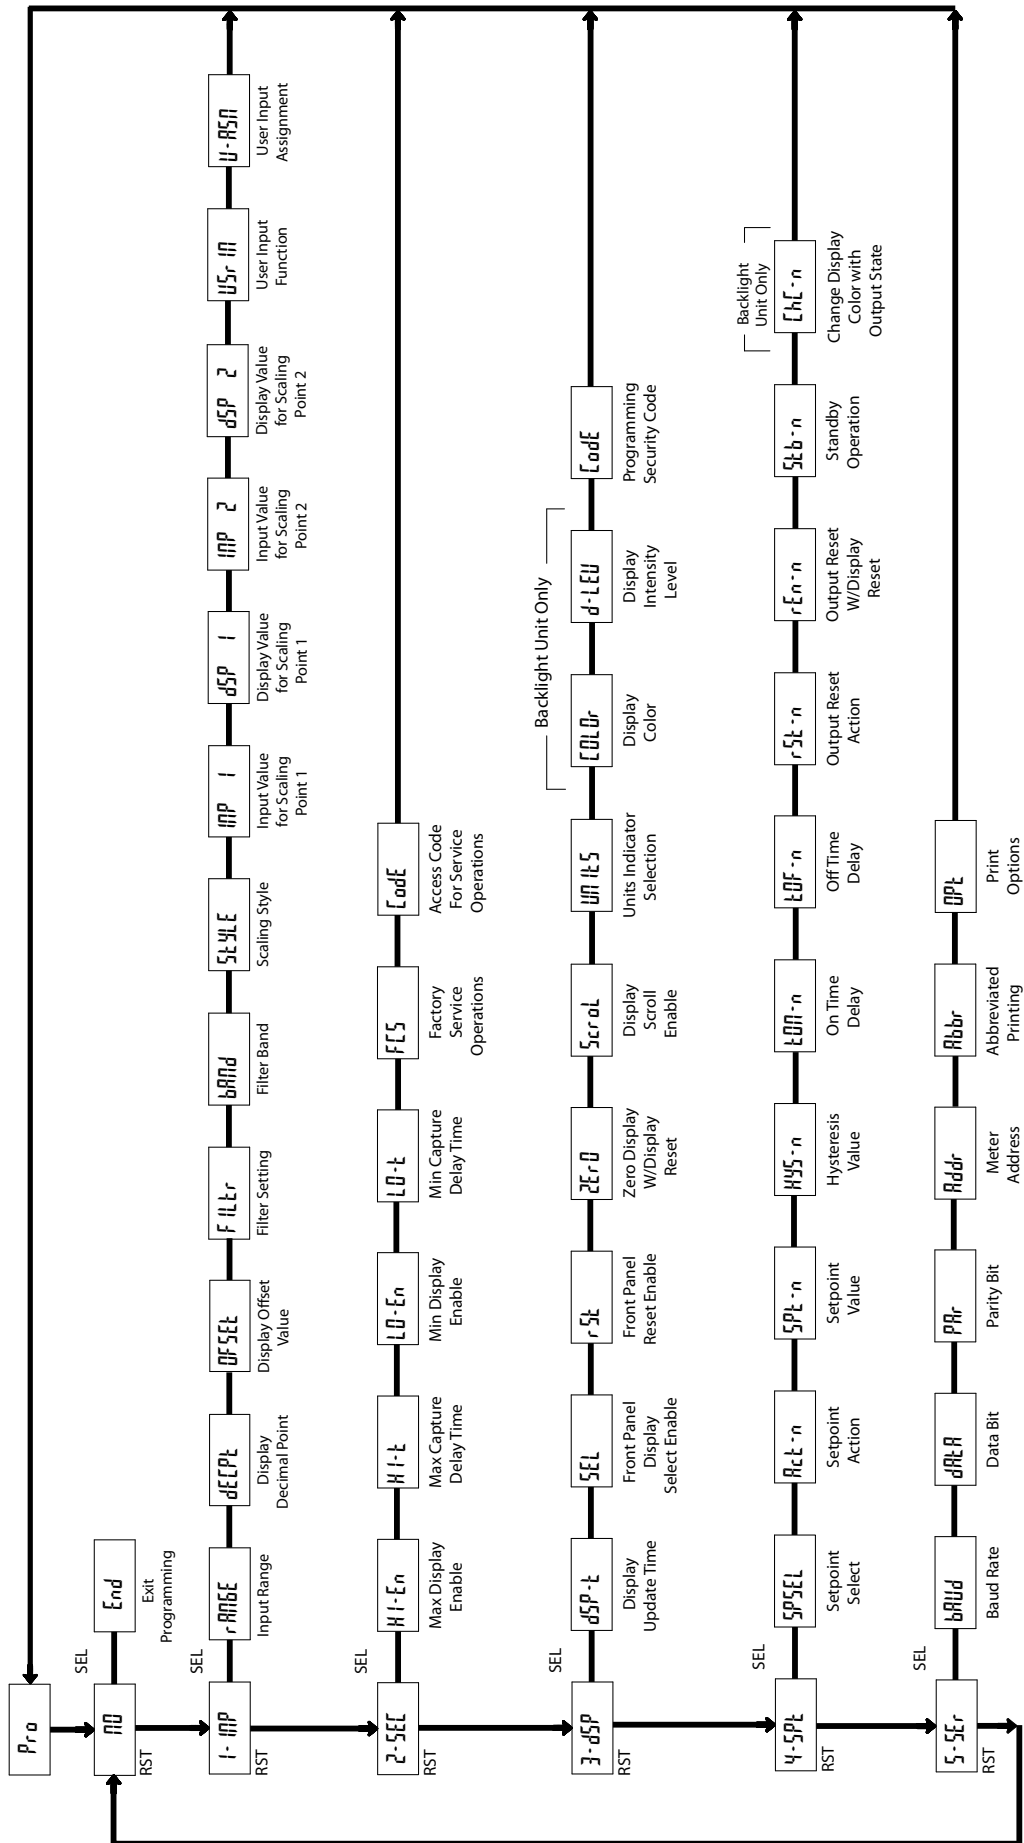 Pro
NO
SEL
End
Exit
Programming
RST
1-INP
SEL
rANGE
Input Range
dECPt
Display
Decimal Point
OFSEt
Display Offset
Value
FILtr
Filter Setting
bANd
Filter Band
StYLE
Scaling Style
INP 1
Input Value
for Scaling
Point 1
dSP 1
Display Value
for Scaling
Point 1
INP 2
Input Value
for Scaling
Point 2
dSP 2
Display Value
for Scaling
Point 2
USrIN
User Input
Function
U-ASN
User Input
Assignment
RST
2-SEC
SEL
HI-En
Max Display
Enable
HI-t
Max Capture
Delay Time
LO-En
Min Display
Enable
LO-t
Min Capture
Delay Time
FCS
Factory
Service
Operations
CodE
Access Code
For Service
Operations
RST
3-dSP
SEL
dSP-t
Display
Update Time
SEL
Front Panel
Display
Select Enable
rSt
Front Panel
Reset Enable
ZErO
Zero Display
W/Display
Reset
ScroL
Display
Scroll
Enable
UNItS
Units Indicator
Selection
Backlight Unit Only
COLOr
Display
Color
d-LEV
Display
Intensity
Level
CodE
Programming
Security Code
RST
4-SPt
SEL
SPSEL
Setpoint
Select
Act-n
Setpoint
Action
SPt-n
Setpoint
Value
HYS-n
Hysteresis
Value
tON-n
On Time
Delay
tOF-n
Off Time
Delay
rSt-n
Output Reset
Action
rEn-n
Output Reset
W/Display
Reset
Stb-n
Standby
Operation
Backlight
Unit Only
ChC-n
Change Display
Color with
Output State
RST
5-SEr
SEL
bAUd
Baud Rate
dAtA
Data Bit
PAr
Parity Bit
Addr
Meter
Address
Abbr
Abbreviated
Printing
OPt
Print
Options
RST